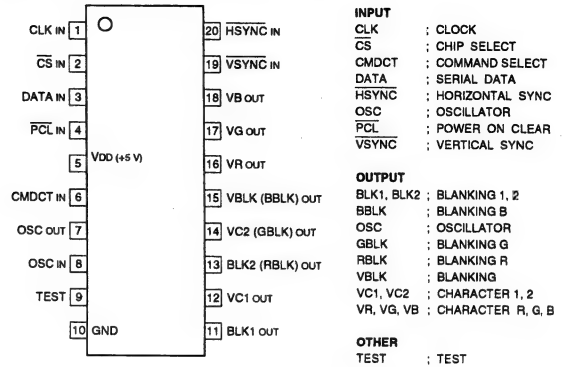 CLK IN 1
CS IN 2
DATA IN 3
PCL IN 4
5 VDD (+5 V)
CMDCT IN 6
OSC OUT 7
OSC IN 8
TEST 9
10 GND
20 HSYNC IN
19 VSYNC IN
18 VB OUT
17 VG OUT
16 VR OUT
15 VBLK (BBLK) OUT
14 VC2 (GBLK) OUT
13 BLK2 (RBLK) OUT
12 VC1 OUT
11 BLK1 OUT
INPUT
CLK ; CLOCK
CS ; CHIP SELECT
CMDCT ; COMMAND SELECT
DATA ; SERIAL DATA
HSYNC ; HORIZONTAL SYNC
OSC ; OSCILLATOR
PCL ; POWER ON CLEAR
VSYNC ; VERTICAL SYNC
OUTPUT
BLK1, BLK2 ; BLANKING 1, 2
BBLK ; BLANKING B
OSC ; OSCILLATOR
GBLK ; BLANKING G
RBLK ; BLANKING R
VBLK ; BLANKING
VC1, VC2 ; CHARACTER 1, 2
VR, VG, VB ; CHARACTER R, G, B
OTHER
TEST ; TEST